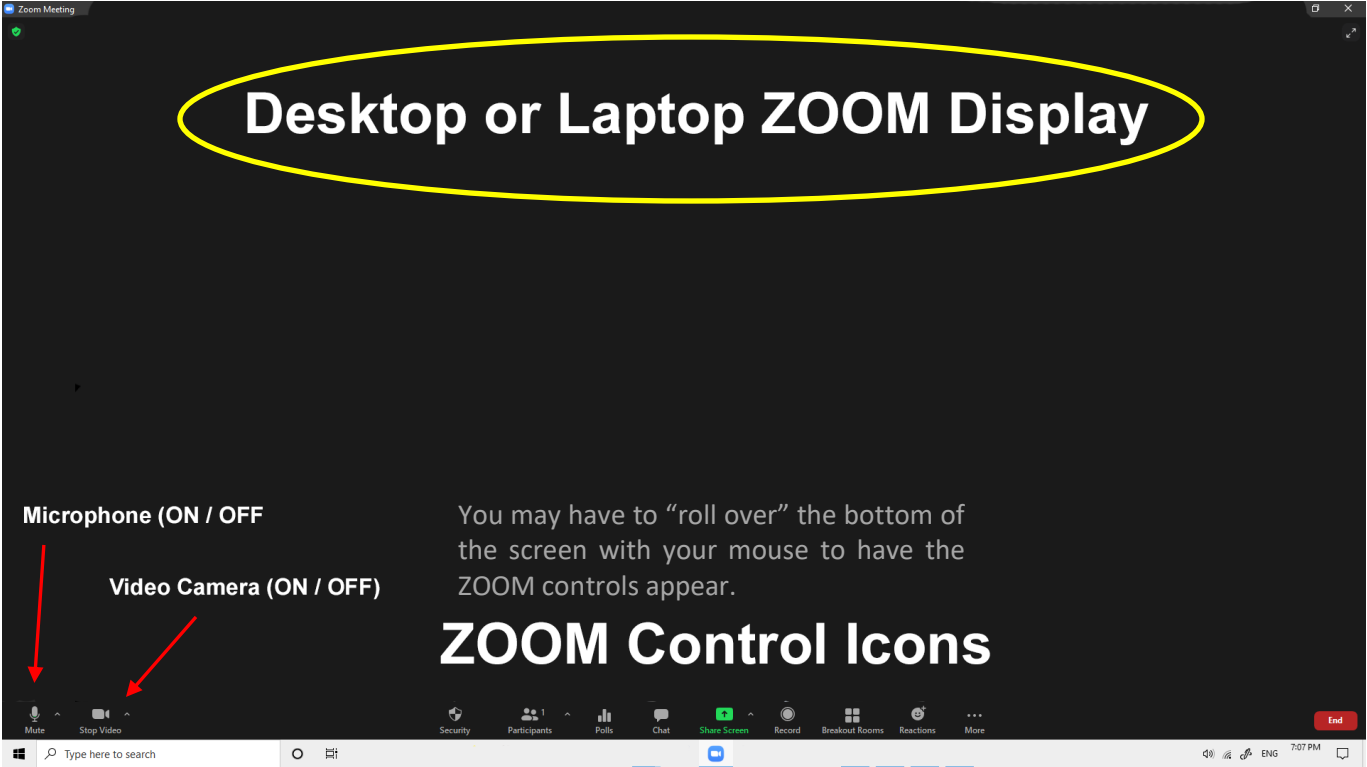 Zoom Meeting
Desktop or Laptop ZOOM Display
Microphone (ON / OFF
Video Camera (ON / OFF)
You may have to “roll over” the bottom of
the screen with your mouse to have the
ZOOM controls appear.
ZOOM Control Icons
Mute
Stop Video
Security
1
Participants
Polls
Chat
Share Screen
Record
Breakout Rooms
Reactions
More
End
Type here to search
ENG
7:07 PM